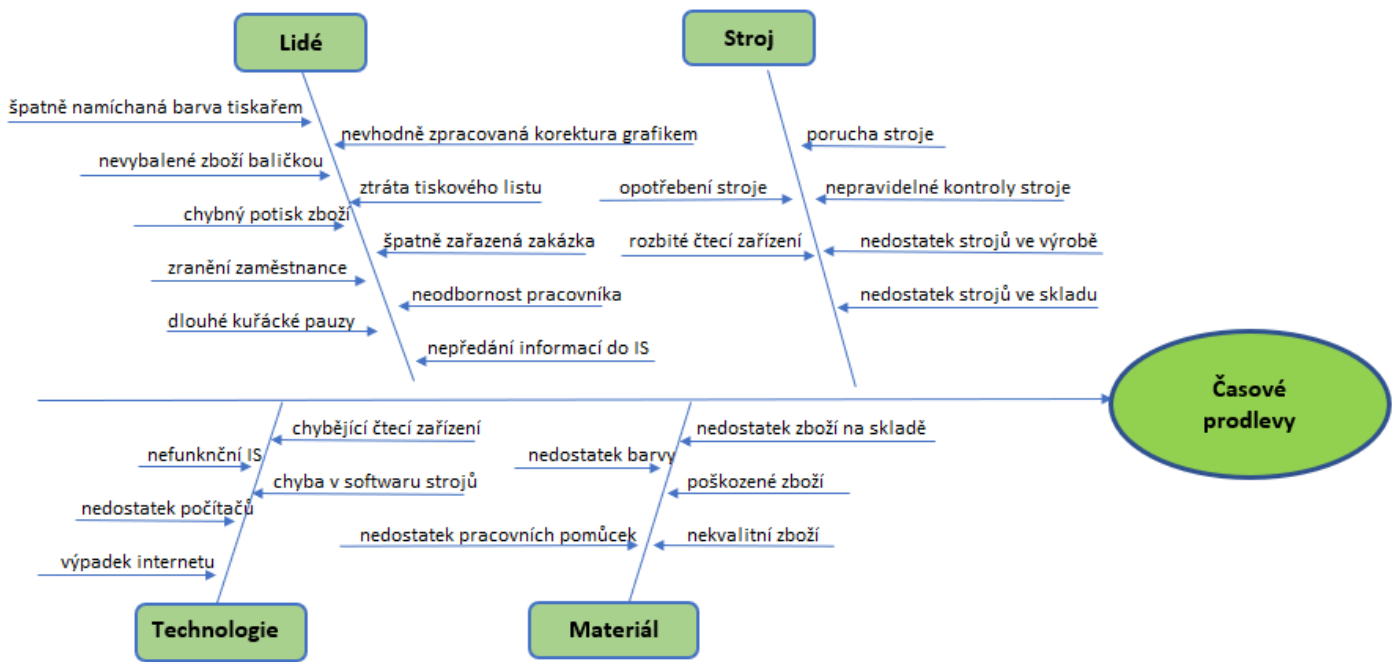 Lidé
Stroj
špatně namíchaná barva tiskařem
nevhodně zpracovaná korektura grafikem
porucha stroje
nevybalené zboží baličkou
ztráta tiskového listu
opotřebení stroje
nepravidelné kontroly stroje
chybný potisk zboží
špatně zařazená zakázka
rozbité čtecí zařízení
nedostatek strojů ve výrobě
zranění zaměstnance
neodbornost pracovníka
nedostatek strojů ve skladu
dlouhé kuřácké pauzy
nepředání informací do IS
Časové
prodlevy
chybějící čtecí zařízení
nedostatek zboží na skladě
nefunknční IS
nedostatek barvy
chyba v softwaru strojů
poškozené zboží
nedostatek počítačů
nedostatek pracovních pomůcek
nekvalitní zboží
výpadek internetu
Technologie
Materiál